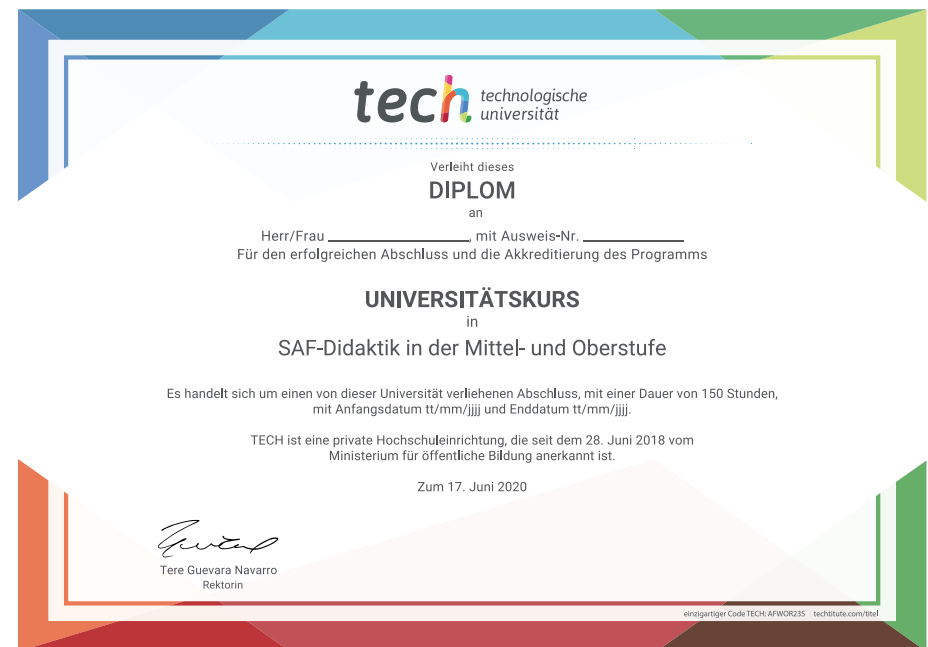 tech technologische
universität
Verleiht dieses
DIPLOM
an
Herr/Frau ____________________, mit Ausweis-Nr. ______________
Für den erfolgreichen Abschluss und die Akkreditierung des Programms
UNIVERSITÄTSKURS
in
SAF-Didaktik in der Mittel- und Oberstufe
Es handelt sich um einen von dieser Universität verliehenen Abschluss, mit einer Dauer von 150 Stunden,
mit Anfangsdatum tt/mm/jjjj und Enddatum tt/mm/jjjj.
TECH ist eine private Hochschuleinrichtung, die seit dem 28. Juni 2018 vom
Ministerium für öffentliche Bildung anerkannt ist.
Zum 17. Juni 2020
Tere Guevara Navarro
Rektorin
einzigartiger Code TECH: AFWOR23S techtitute.com/titel